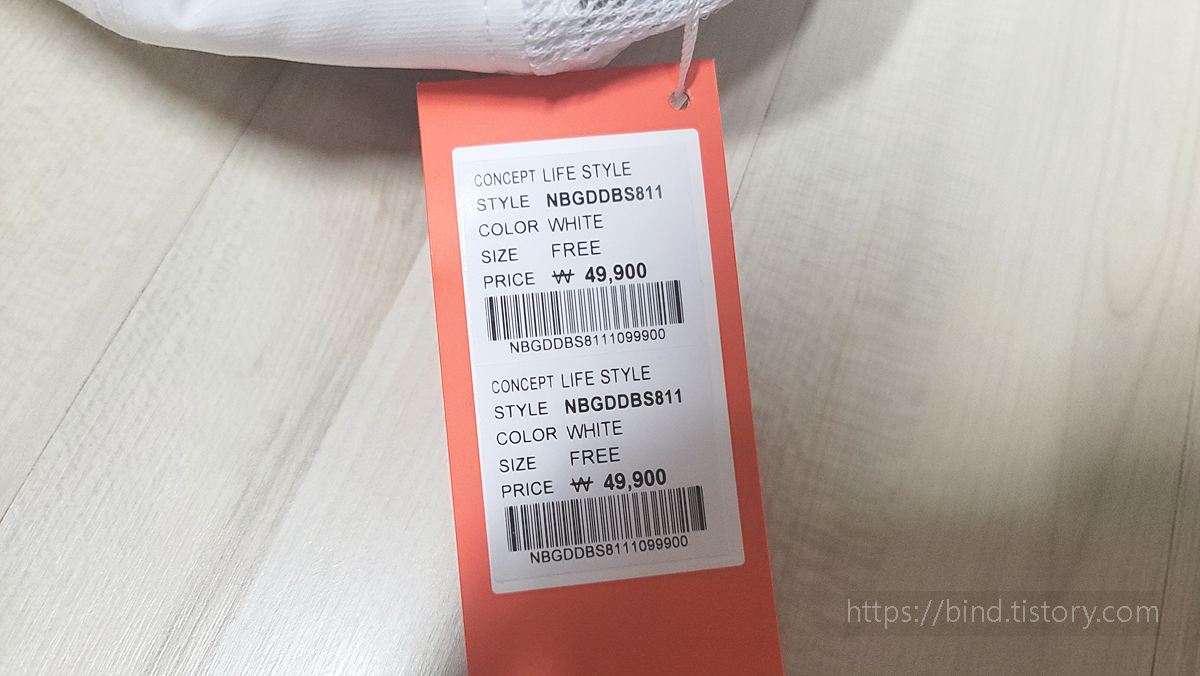 CONCEPT LIFE STYLE
STYLE NBGDDBS811
COLOR WHITE
SIZE FREE
PRICE ₩ 49,900
NBGDDBS8111099900
CONCEPT LIFE STYLE
STYLE NBGDDBS811
COLOR WHITE
SIZE FREE
PRICE ₩ 49,900
NBGDDBS8111099900
https://bind.tistory.com